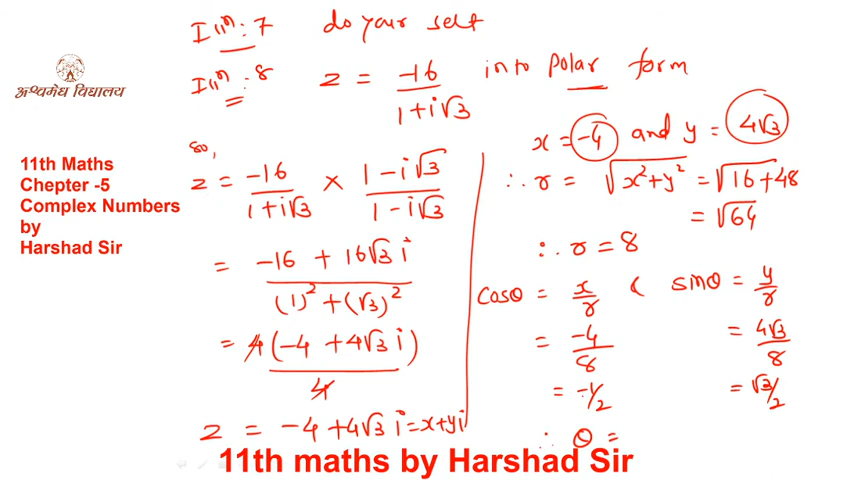 Illⁿ: 7 do your self
Illⁿ: 8 z = -16/(1+i√3) into polar form
अश्वमेध विद्यालय
11th Maths
Chepter -5
Complex Numbers
by
Harshad Sir
so,
z = -16/(1+i√3) × (1-i√3)/(1-i√3)
= (-16 + 16√3 i)/((1)² + (√3)²)
= 4(-4 + 4√3 i)/4
z = -4 + 4√3 i = x+yi
x = -4 and y = 4√3
∴ r = √(x²+y²) = √(16+48)
= √64
∴ r = 8
cosθ = x/r & sinθ = y/r
= -4/8 = 4√3/8
= -1/2 = √3/2
∴ θ =
11th maths by Harshad Sir